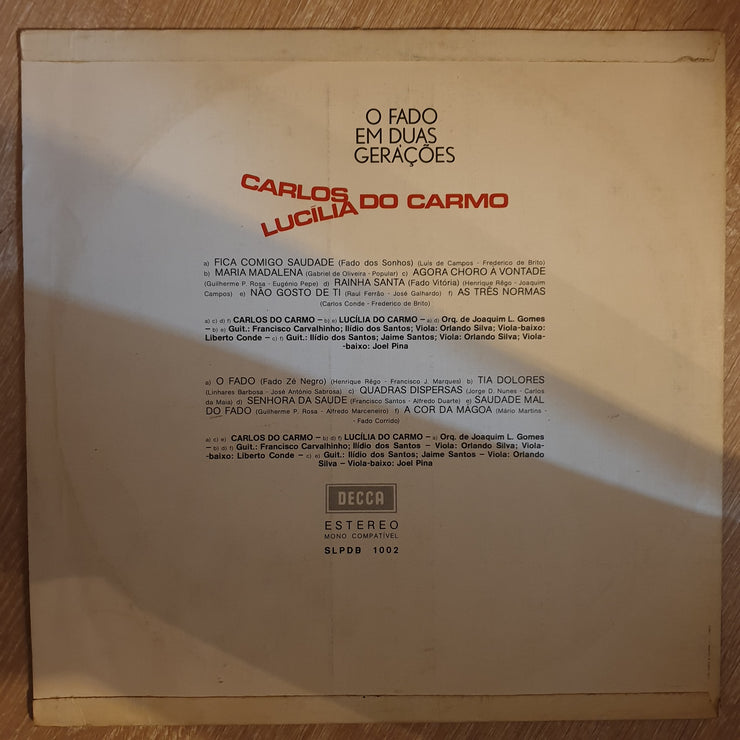 O FADO
EM DUAS
GERAÇÕES
CARLOS
LUCÍLIA DO CARMO
a) FICA COMIGO SAUDADE (Fado dos Sonhos) (Luís de Campos - Frederico de Brito)
b) MARIA MADALENA (Gabriel de Oliveira - Popular) c) AGORA CHORO À VONTADE
(Guilherme P. Rosa - Eugénio Pepe) d) RAINHA SANTA (Fado Vitória) (Henrique Rêgo - Joaquim
Campos) e) NÃO GOSTO DE TI (Raul Ferrão - José Galhardo) f) AS TRÊS NORMAS
(Carlos Conde - Frederico de Brito)
a) c) d) f) CARLOS DO CARMO – b) e) LUCÍLIA DO CARMO – a) d) Orq. de Joaquim L. Gomes
– b) e) Guit.: Francisco Carvalhinho; Ilídio dos Santos; Viola: Orlando Silva; Viola-baixo:
Liberto Conde – c) f) Guit.: Ilídio dos Santos; Jaime Santos; Viola: Orlando Silva; Viola-
-baixo: Joel Pina
a) O FADO (Fado Zé Negro) (Henrique Rêgo - Francisco J. Marques) b) TIA DOLORES
(Linhares Barbosa - José António Sabrosa) c) QUADRAS DISPERSAS (Jorge D. Nunes - Carlos
da Maia) d) SENHORA DA SAUDE (Francisco Santos - Alfredo Duarte) e) SAUDADE MAL
DO FADO (Guilherme P. Rosa - Alfredo Marceneiro) f) A COR DA MÁGOA (Mário Martins -
- Fado Corrido)
a) c) e) CARLOS DO CARMO – b) d) f) LUCÍLIA DO CARMO – a) Orq. de Joaquim L. Gomes
– b) d) f) Guit.: Francisco Carvalhinho; Ilídio dos Santos – Viola: Orlando Silva; Viola-
-baixo: Liberto Conde – c) e) Guit.: Ilídio dos Santos; Jaime Santos – Viola: Orlando
Silva – Viola-baixo: Joel Pina
DECCA
ESTEREO
MONO COMPATÍVEL
SLPDB 1002